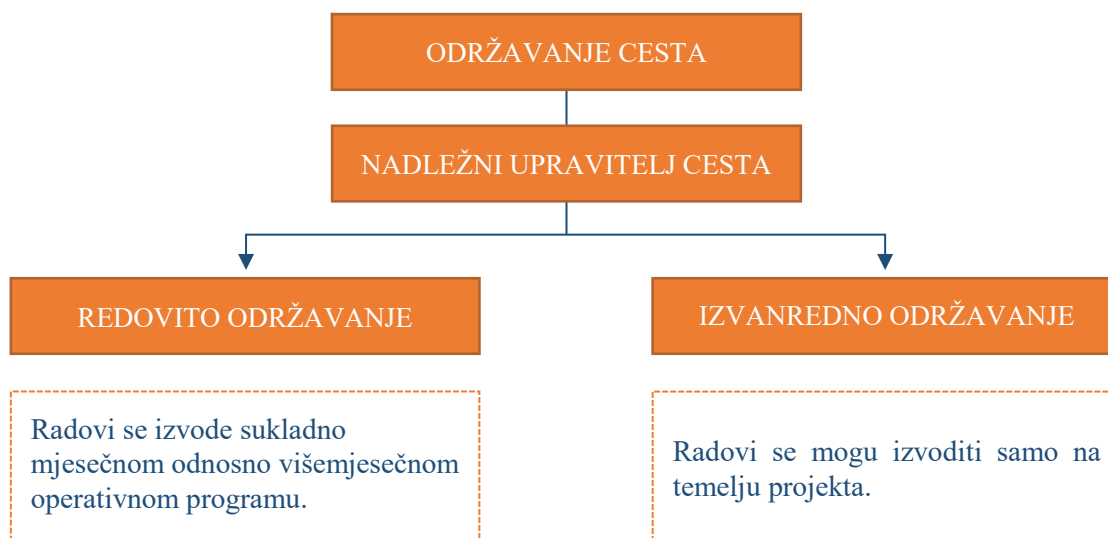 ODRŽAVANJE CESTA
NADLEŽNI UPRAVITELJ CESTA
REDOVITO ODRŽAVANJE
IZVANREDNO ODRŽAVANJE
Radovi se izvode sukladno
mjesečnom odnosno višemjesečnom
operativnom programu.
Radovi se mogu izvoditi samo na
temelju projekta.